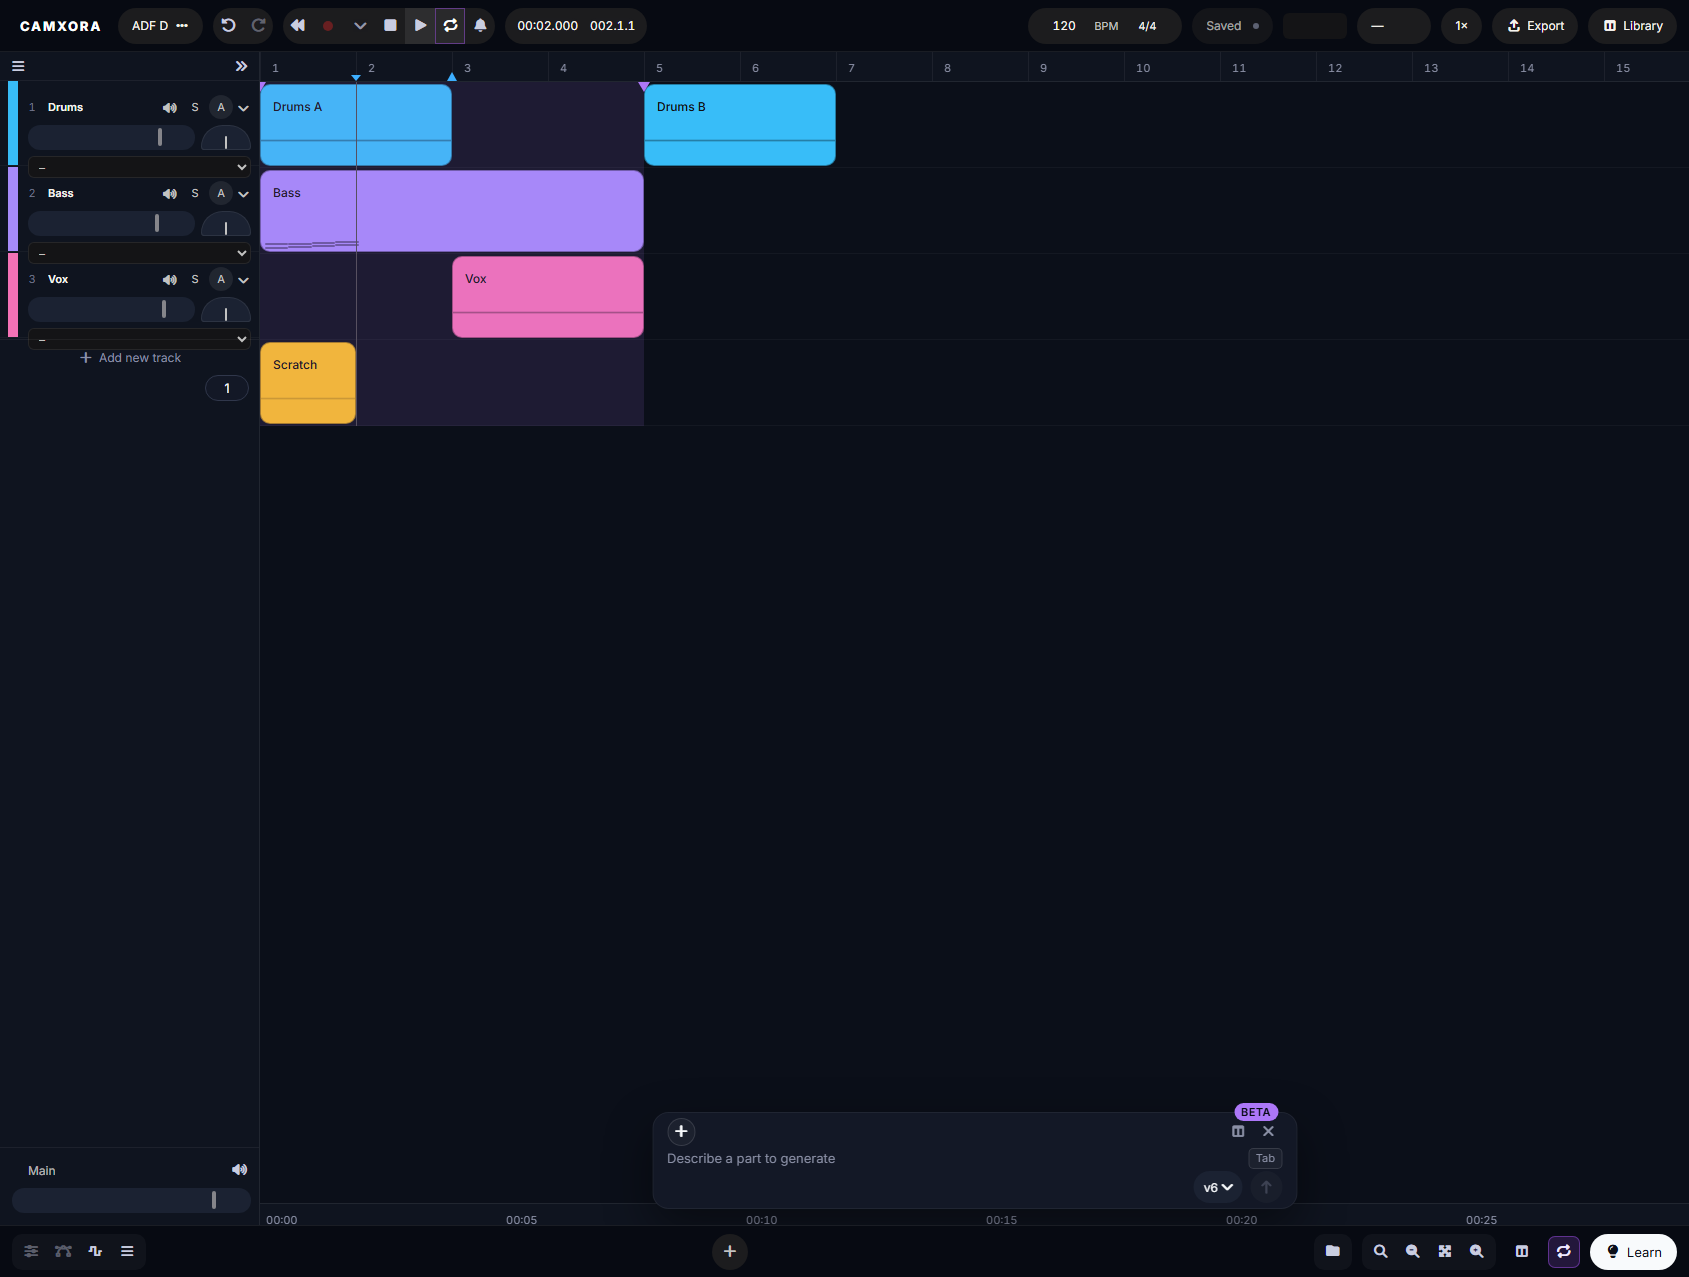 CAMXORA ADF D ••• 00:02.000 002.1.1 120 BPM 4/4 Saved — 1× Export Library
1 2 3 4 5 6 7 8 9 10 11 12 13 14 15
1 Drums S A
Drums A
Drums B
–
2 Bass S A
Bass
–
3 Vox S A
Vox
–
+ Add new track
Scratch
1
BETA
Describe a part to generate Tab
v6
Main
00:00 00:05 00:10 00:15 00:20 00:25
Learn